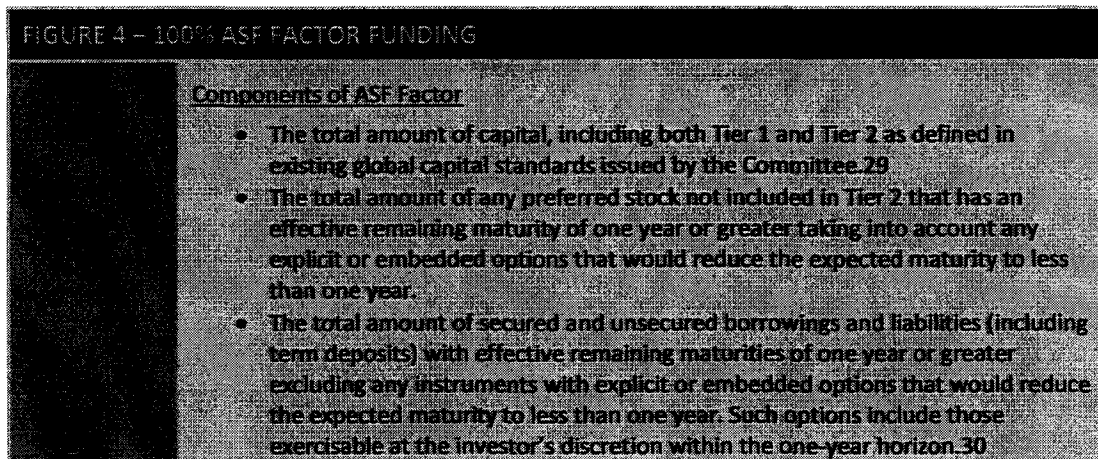 FIGURE 4 – 100% ASF FACTOR FUNDING
Components of ASF Factor
• The total amount of capital, including both Tier 1 and Tier 2 as defined in
existing global capital standards issued by the Committee.29
• The total amount of any preferred stock not included in Tier 2 that has an
effective remaining maturity of one year or greater taking into account any
explicit or embedded options that would reduce the expected maturity to less
than one year.
• The total amount of secured and unsecured borrowings and liabilities (including
term deposits) with effective remaining maturities of one year or greater
excluding any instruments with explicit or embedded options that would reduce
the expected maturity to less than one year. Such options include those
exercisable at the investor's discretion within the one-year horizon.30